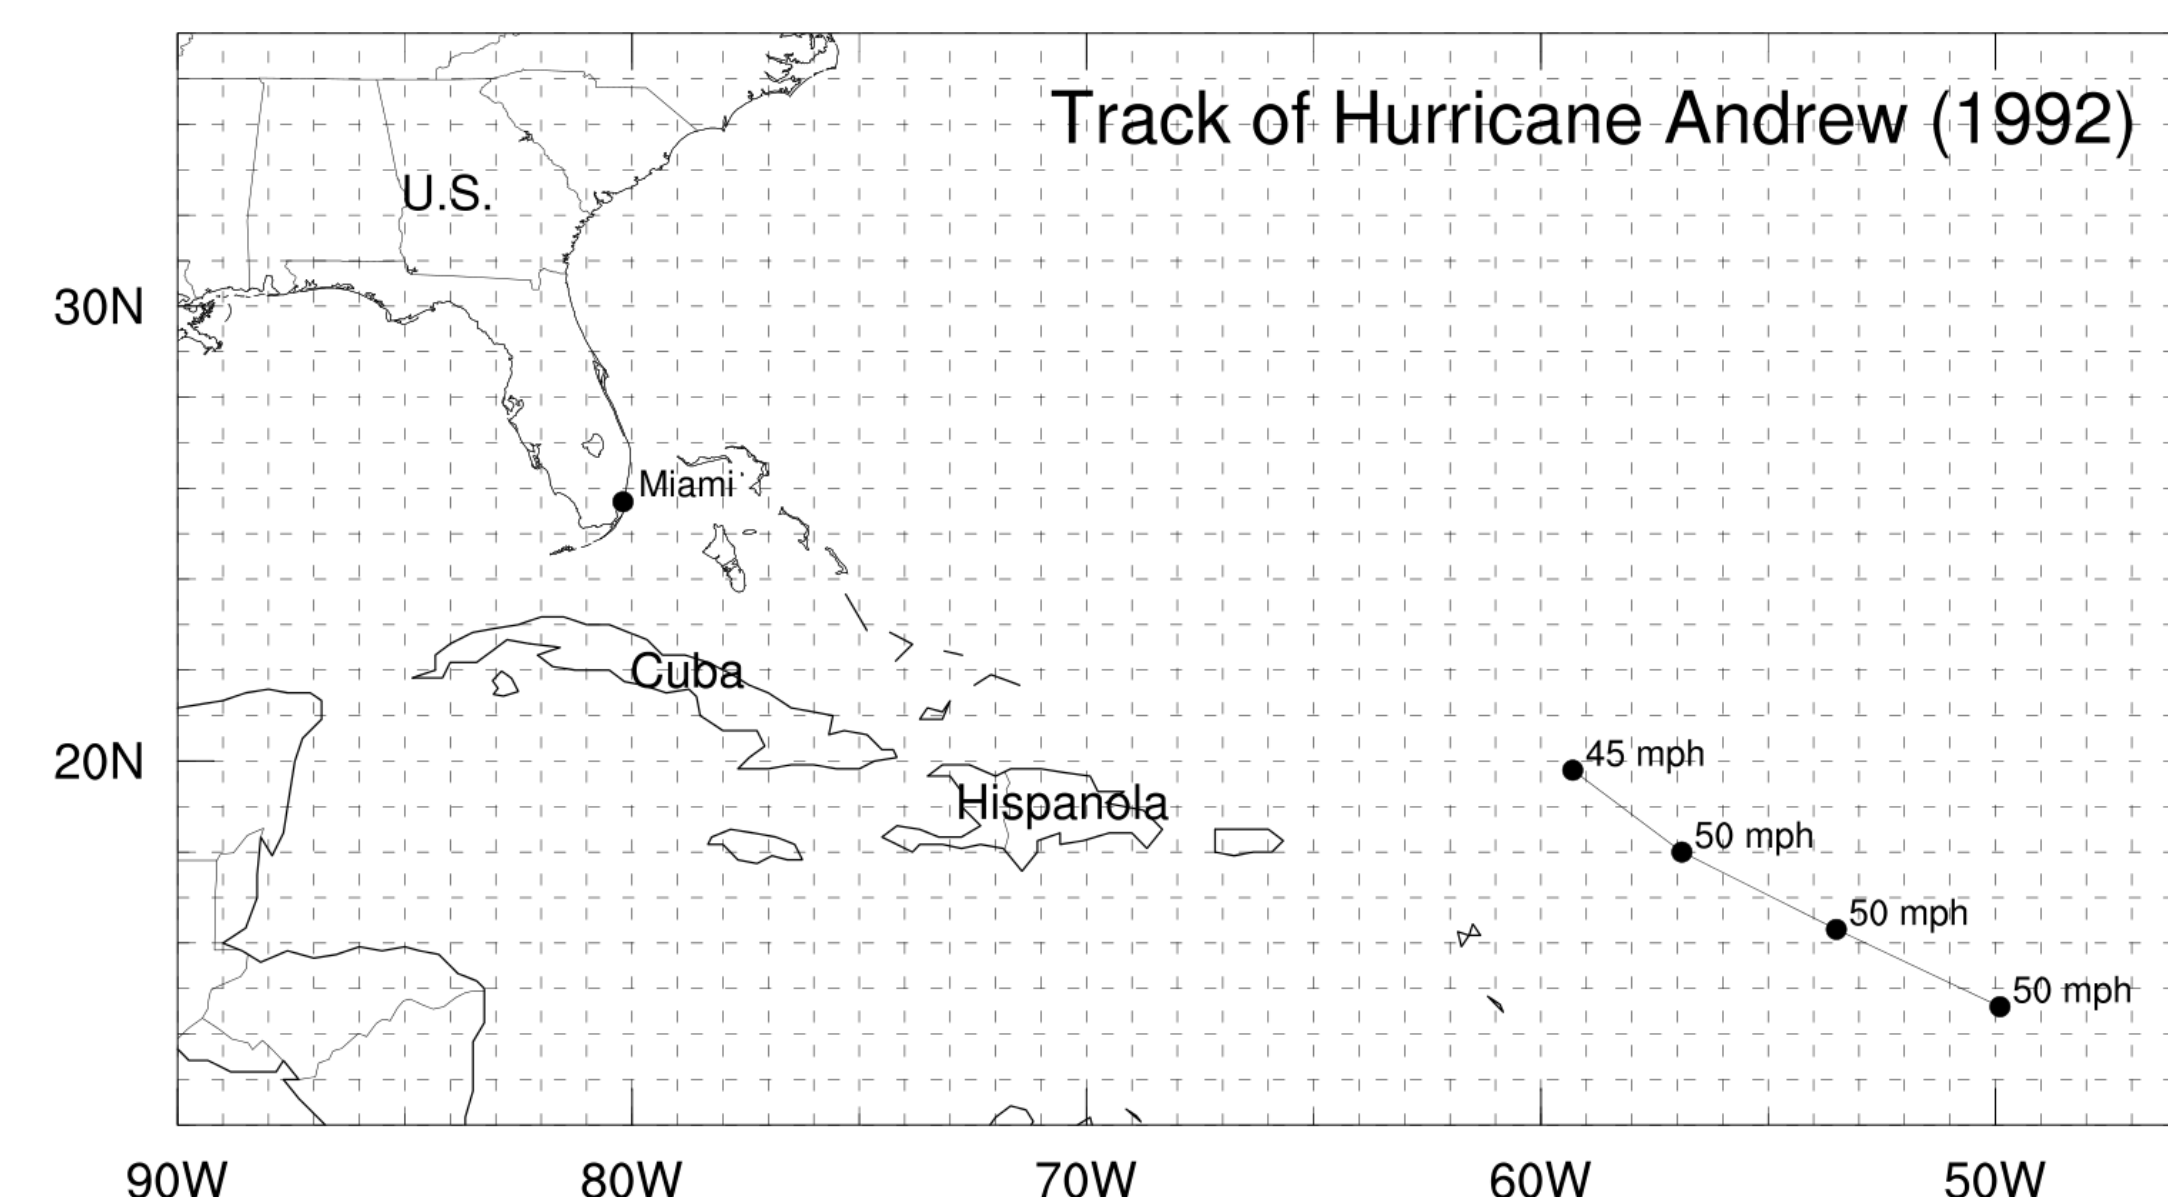 Track of Hurricane Andrew (1992)
U.S.
30N
Miami
Cuba
20N
45 mph
Hispanola
50 mph
50 mph
50 mph
90W 80W 70W 60W 50W